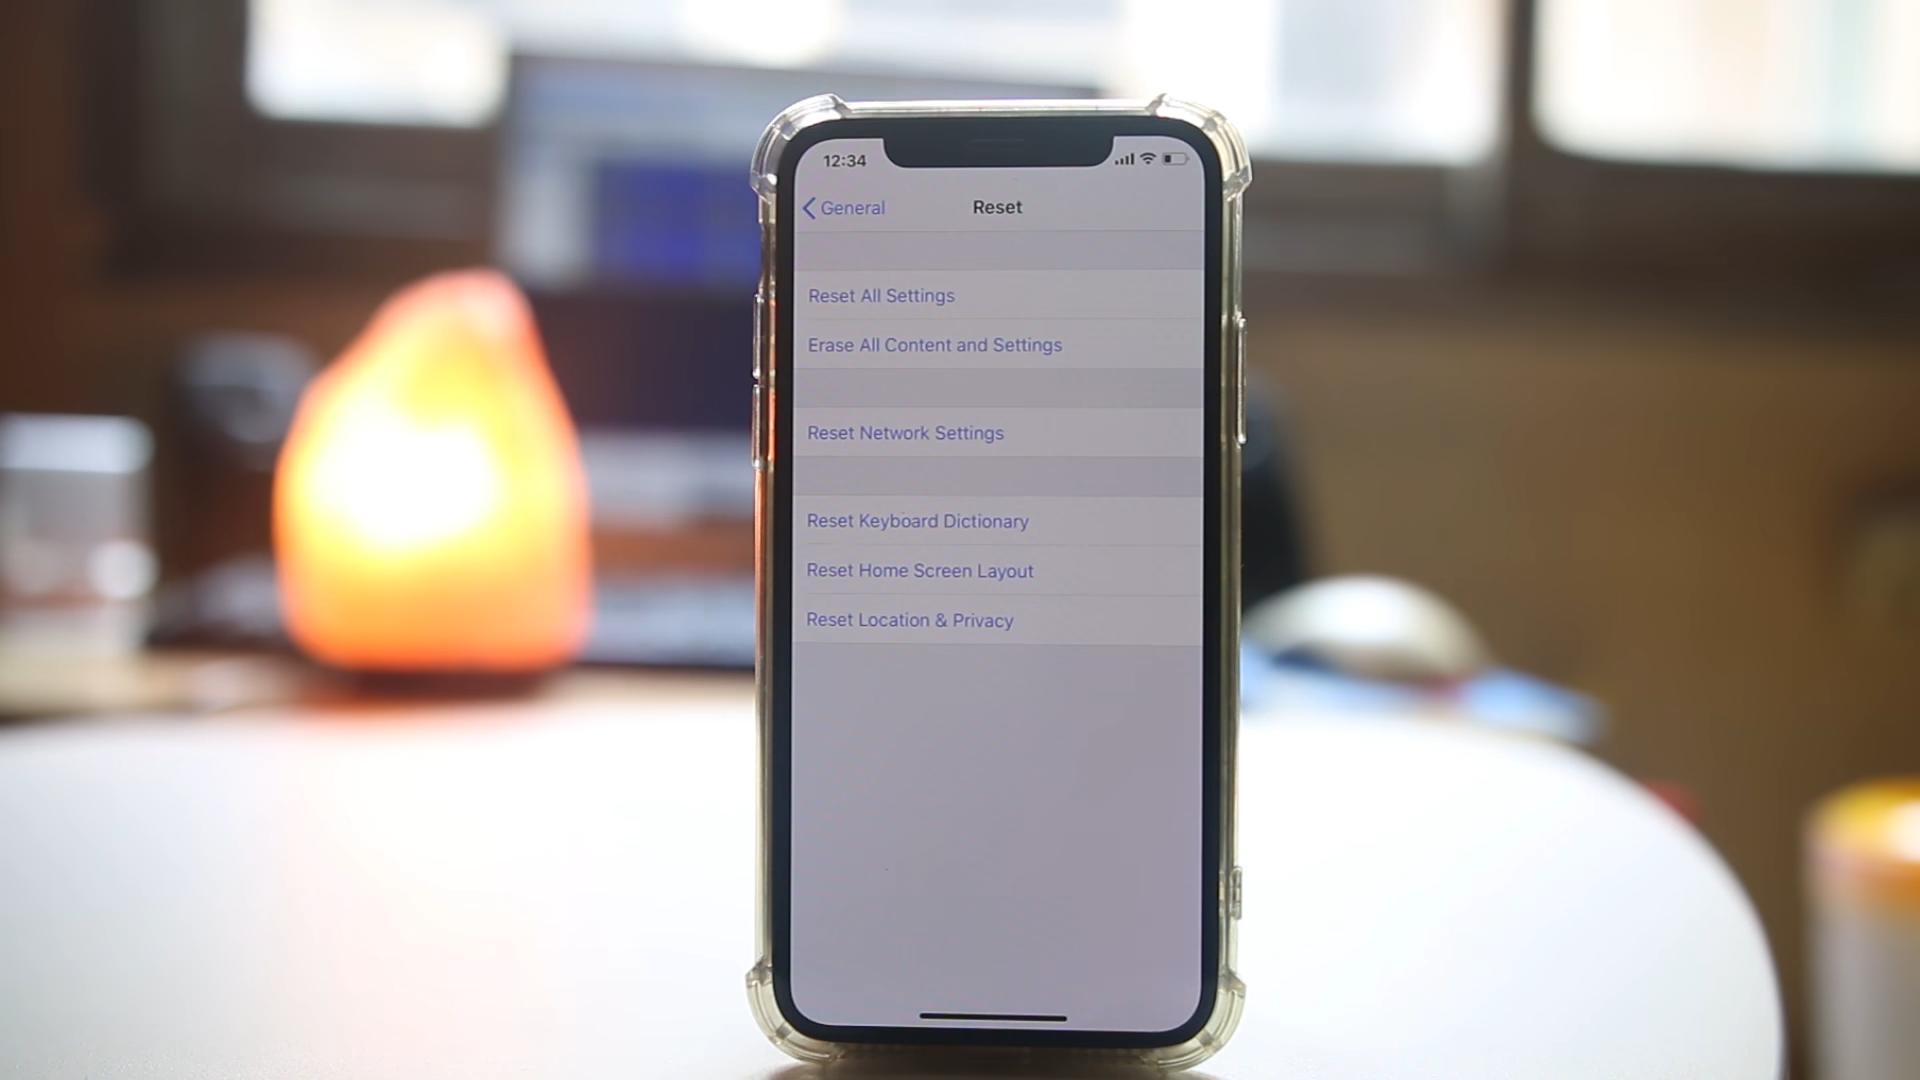 12:34
General
Reset
Reset All Settings
Erase All Content and Settings
Reset Network Settings
Reset Keyboard Dictionary
Reset Home Screen Layout
Reset Location & Privacy